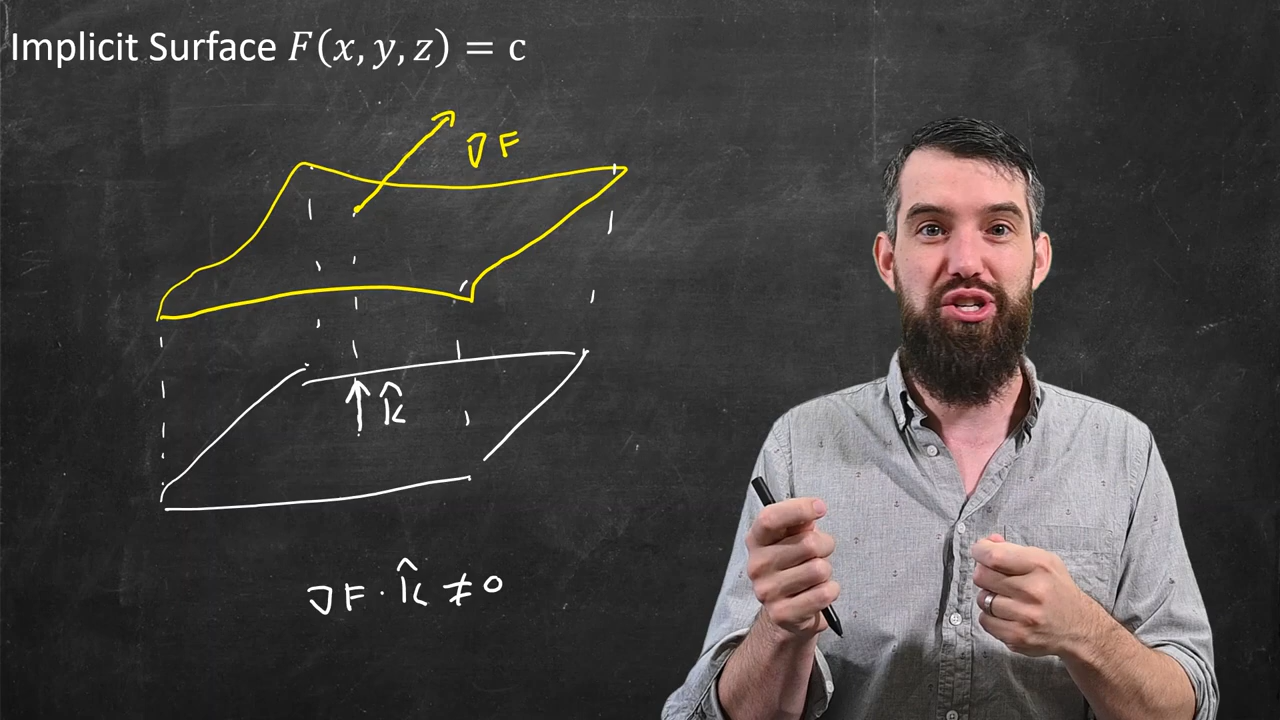 Implicit Surface F(x, y, z) = c
∇F
k̂
∇F · k̂ ≠ 0